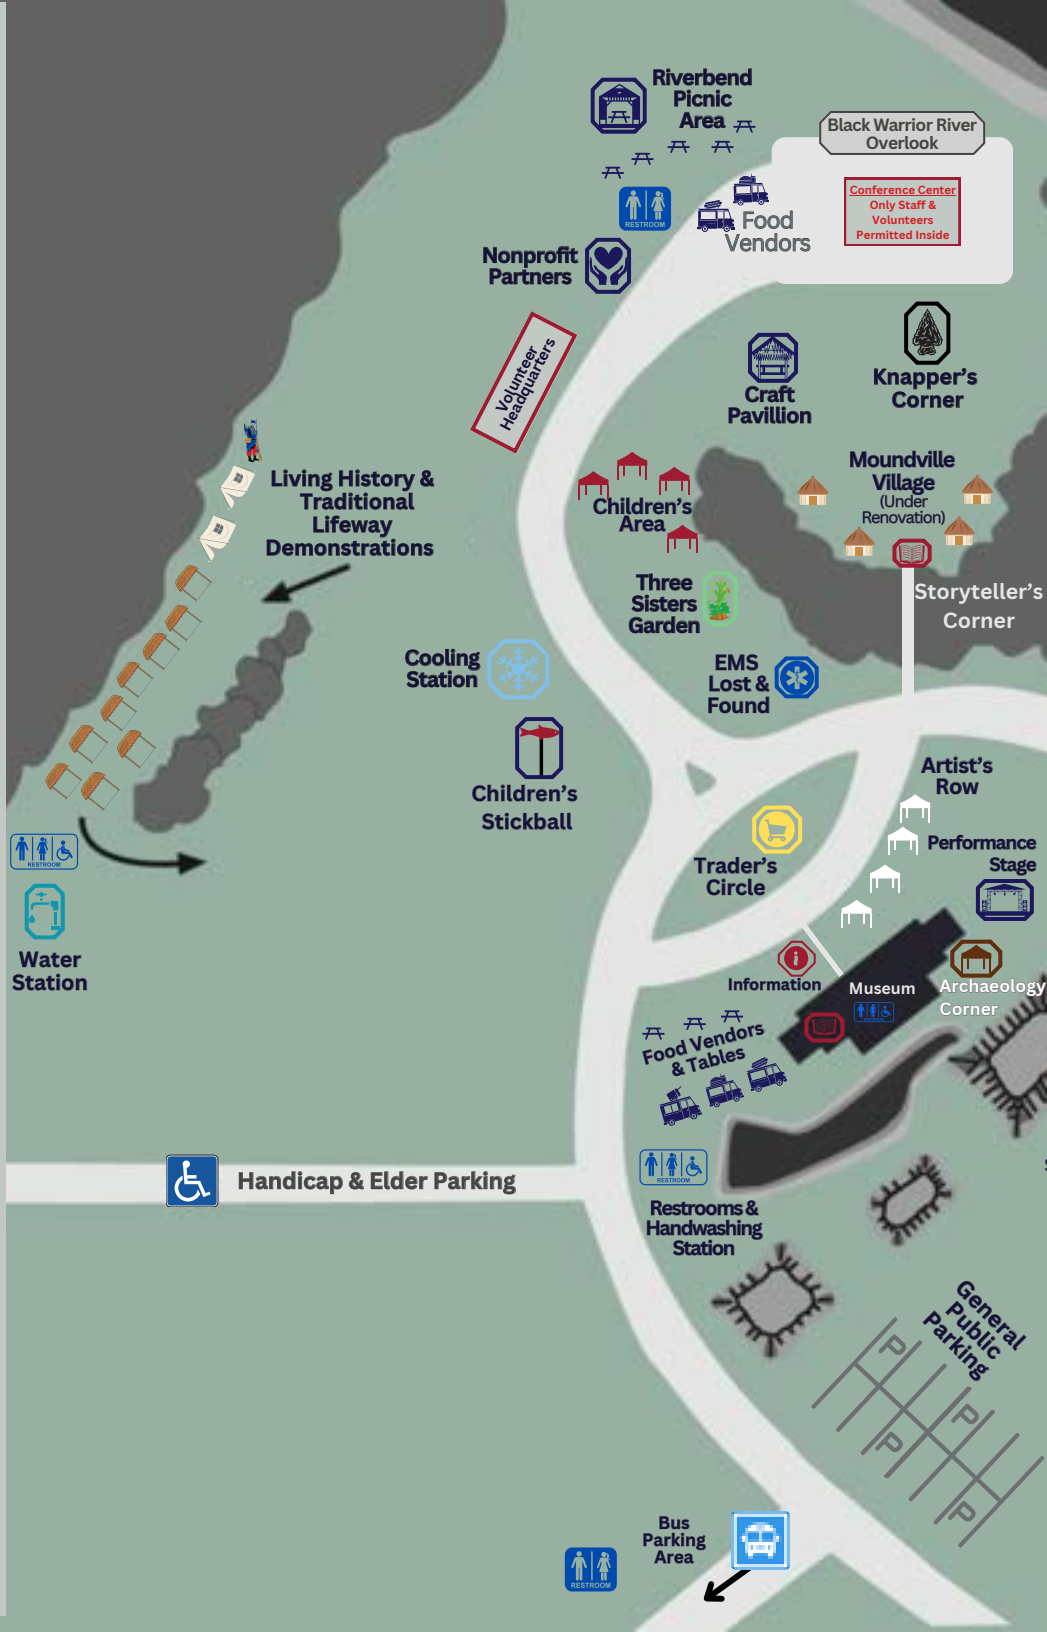 Riverbend
Picnic
Area
Black Warrior River
Overlook
Conference Center
Only Staff &
Volunteers
Permitted Inside
RESTROOM
Food
Vendors
Nonprofit
Partners
Volunteer
Headquarters
Craft
Pavillion
Knapper's
Corner
Living History &
Traditional
Lifeway
Demonstrations
Children's
Area
Moundville
Village
(Under
Renovation)
Three
Sisters
Garden
Storyteller's
Corner
Cooling
Station
EMS
Lost &
Found
Children's
Stickball
Artist's
Row
Performance
Stage
Trader's
Circle
RESTROOM
Water
Station
Information
Museum
Archaeology
Corner
Food Vendors
& Tables
RESTROOM
Restrooms &
Handwashing
Station
Handicap & Elder Parking
General
Public
Parking
P
P
P
P
Bus
Parking
Area
RESTROOM